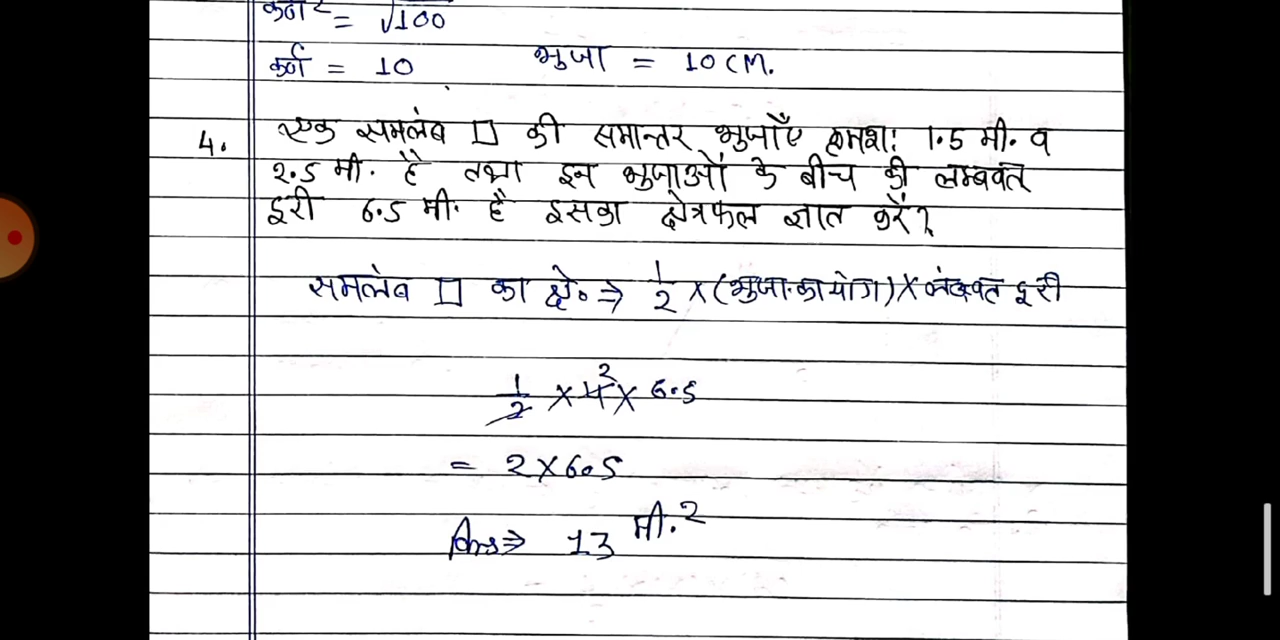 कर्ण² = √100
कर्ण = 10 भुजा = 10 CM.
4. एक समलंब □ की समान्तर भुजाएँ क्रमश: 1.5 मी. व
2.5 मी. है तथा इन भुजाओं के बीच की लम्बवत
दूरी 6.5 मी. है इसका क्षेत्रफल ज्ञात करें?
समलंब □ का क्षे. ⇒ 1/2 × (भुजा.का योग) × लंबवत दूरी
1/2 × 4 2 × 6.5
= 2 × 6.5
Ans ⇒ 13 मी.²